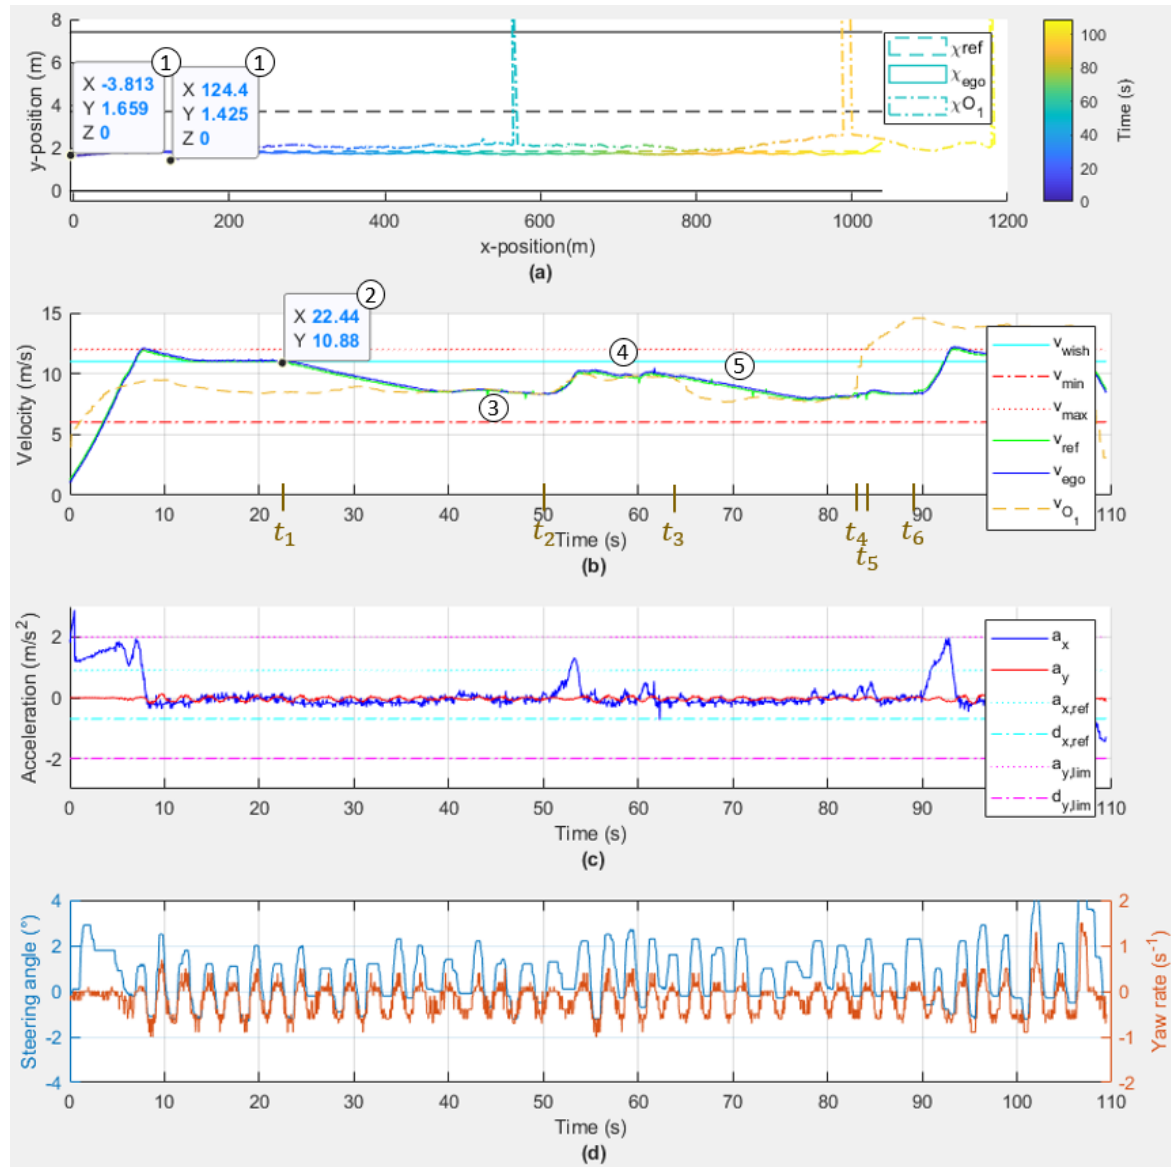 8
6
4
2
0
y-position (m)
①
①
X -3.813
Y 1.659
Z 0
X 124.4
Y 1.425
Z 0
χref
χego
χO1
100
80
60
40
20
0
Time (s)
0 200 400 600 800 1000 1200
x-position(m)
(a)
15
10
5
0
Velocity (m/s)
②
X 22.44
Y 10.88
③
④
⑤
vwish
vmin
vmax
vref
vego
vO1
0 10 20 30 40 50 60 70 80 90 110
t1 t2 t3 t4 t5 t6
Time (s)
(b)
2
0
-2
Acceleration (m/s2)
ax
ay
ax,ref
dx,ref
ay,lim
dy,lim
0 10 20 30 40 50 60 70 80 90 110
Time (s)
(c)
4
2
0
-2
-4
Steering angle (°)
2
1
0
-1
-2
Yaw rate (s-1)
0 10 20 30 40 50 60 70 80 90 100 110
Time (s)
(d)